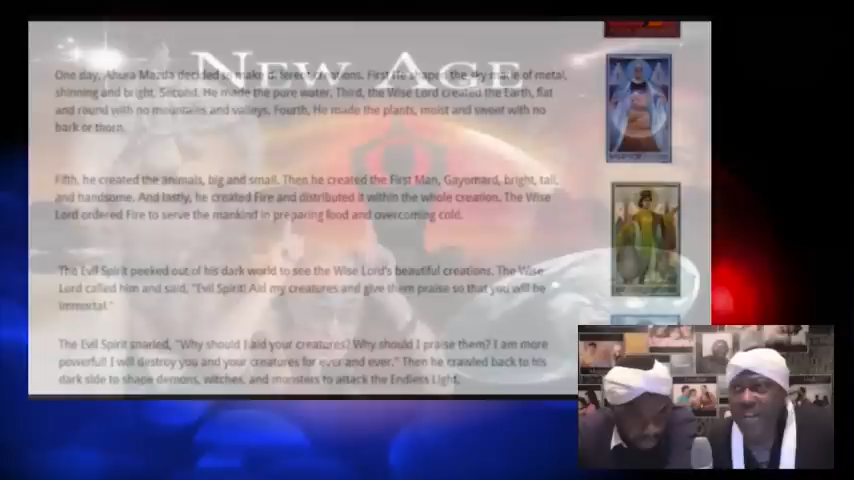 New Age
One day, Ahura Mazda decided to make different creations. First He shaped the sky made of metal,
shinning and bright. Second, He made the pure water. Third, the Wise Lord created the Earth, flat
and round with no mountains and valleys. Fourth, He made the plants, moist and sweet with no
bark or thorn.
Fifth, he created the animals, big and small. Then he created the First Man, Gayomard, bright, tall,
and handsome. And lastly, he created Fire and distributed it within the whole creation. The Wise
Lord ordered Fire to serve the mankind in preparing food and overcoming cold.
The Evil Spirit peeked out of his dark world to see the Wise Lord's beautiful creations. The Wise
Lord called him and said, "Evil Spirit! Aid my creatures and give them praise so that you will be
immortal."
The Evil Spirit snarled, "Why should I aid your creatures? Why should I praise them? I am more
powerful! I will destroy you and your creatures for ever and ever." Then he crawled back to his
dark side to shape demons, witches, and monsters to attack the Endless Light.